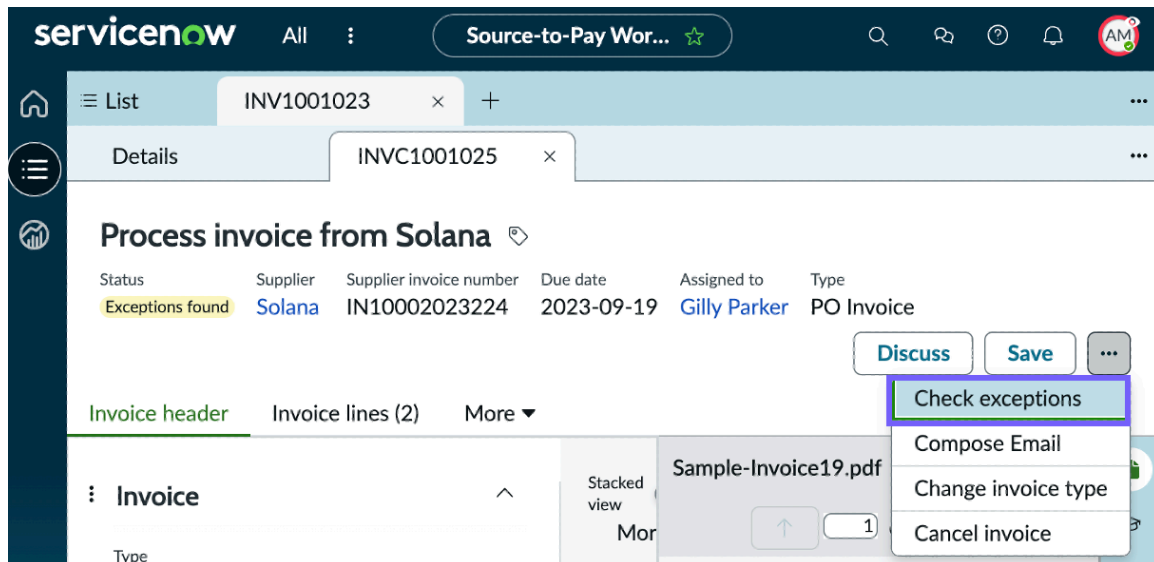 servicenow All Source-to-Pay Wor... AM
List INV1001023
Details INVC1001025
Process invoice from Solana
Status Supplier Supplier invoice number Due date Assigned to Type
Exceptions found Solana IN10002023224 2023-09-19 Gilly Parker PO Invoice
Discuss Save
Check exceptions
Invoice header Invoice lines (2) More
Compose Email
Sample-Invoice19.pdf
Change invoice type
Invoice
Stacked
view
1
Mor
Cancel invoice
Type